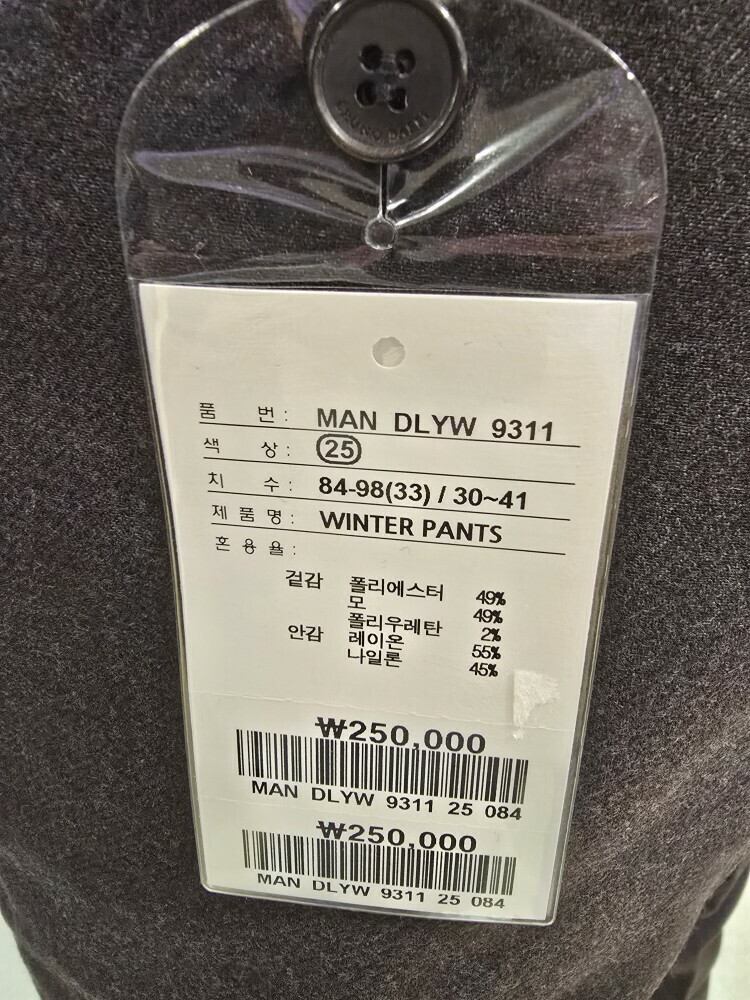 품 번 : MAN DLYW 9311
색 상 : 25
치 수 : 84-98(33) / 30~41
제 품 명 : WINTER PANTS
혼 용 율 :
겉감 폴리에스터 49%
모 49%
폴리우레탄 2%
안감 레이온 55%
나일론 45%
₩250,000
MAN DLYW 9311 25 084
₩250,000
MAN DLYW 9311 25 084